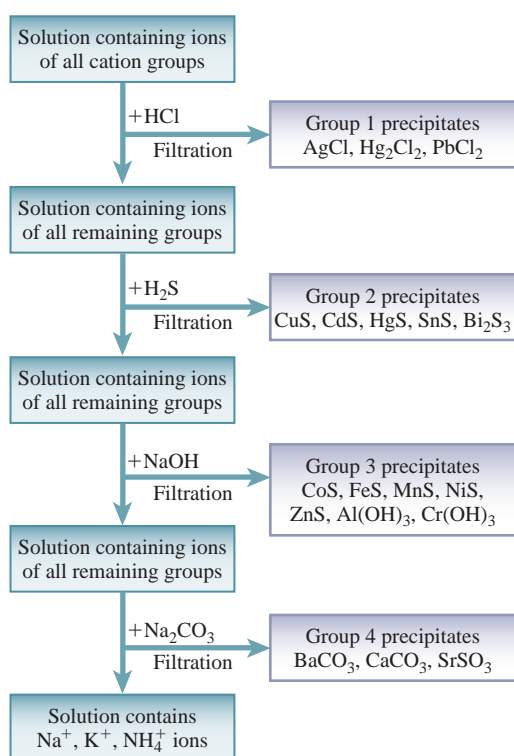 Solution containing ions
of all cation groups
+HCl
Filtration
Group 1 precipitates
AgCl, Hg₂Cl₂, PbCl₂
Solution containing ions
of all remaining groups
+H₂S
Filtration
Group 2 precipitates
CuS, CdS, HgS, SnS, Bi₂S₃
Solution containing ions
of all remaining groups
+NaOH
Filtration
Group 3 precipitates
CoS, FeS, MnS, NiS,
ZnS, Al(OH)₃, Cr(OH)₃
Solution containing ions
of all remaining groups
+Na₂CO₃
Filtration
Group 4 precipitates
BaCO₃, CaCO₃, SrSO₃
Solution contains
Na⁺, K⁺, NH₄⁺ ions